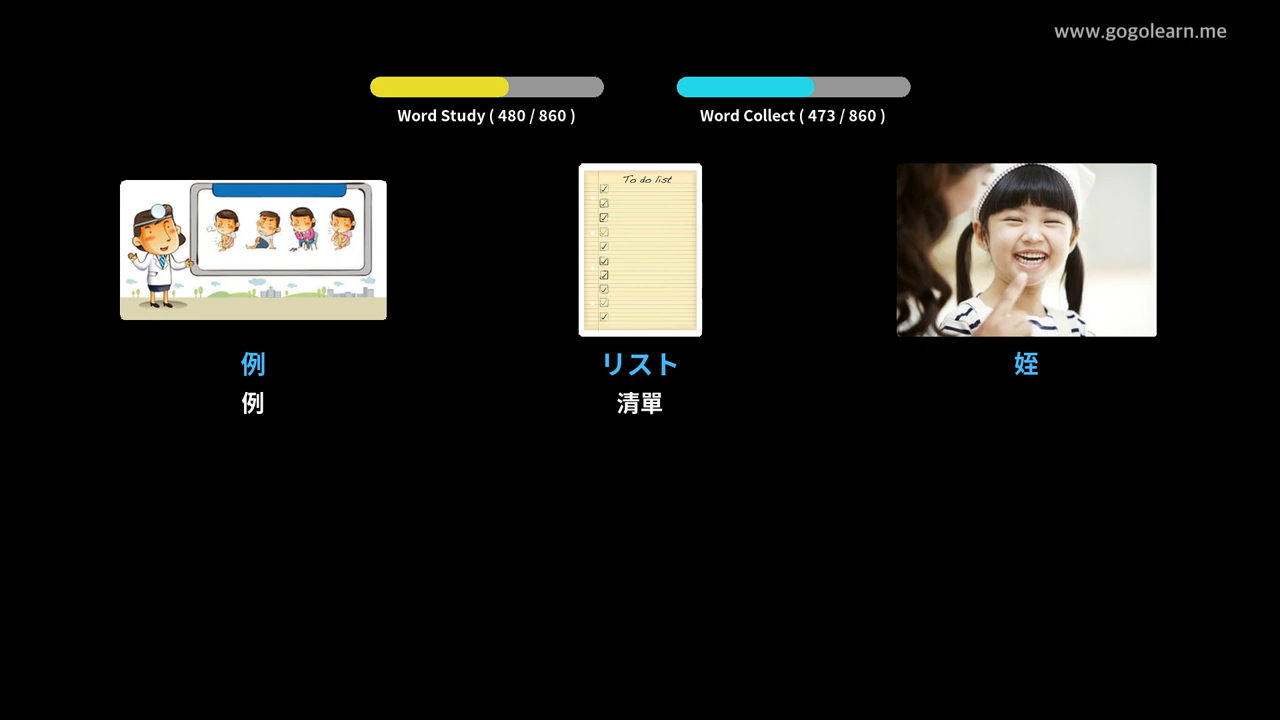 www.gogolearn.me
Word Study ( 480 / 860 )
Word Collect ( 473 / 860 )
To do list
例
リスト
姪
例
清單